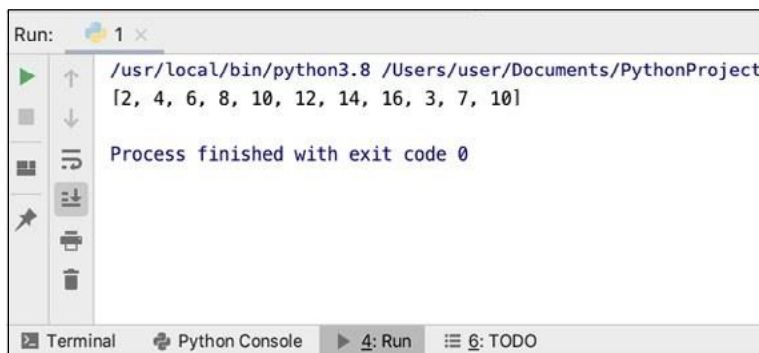 Run: 1
/usr/local/bin/python3.8 /Users/user/Documents/PythonProject
[2, 4, 6, 8, 10, 12, 14, 16, 3, 7, 10]
Process finished with exit code 0
Terminal Python Console 4: Run 6: TODO